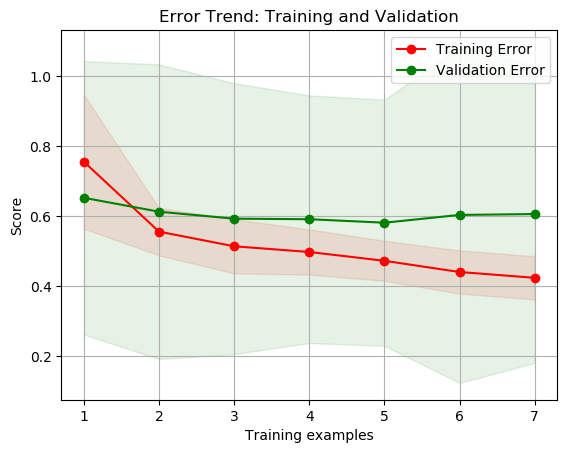 Error Trend: Training and Validation
Training Error
Validation Error
Score
1.0
0.8
0.6
0.4
0.2
1 2 3 4 5 6 7
Training examples